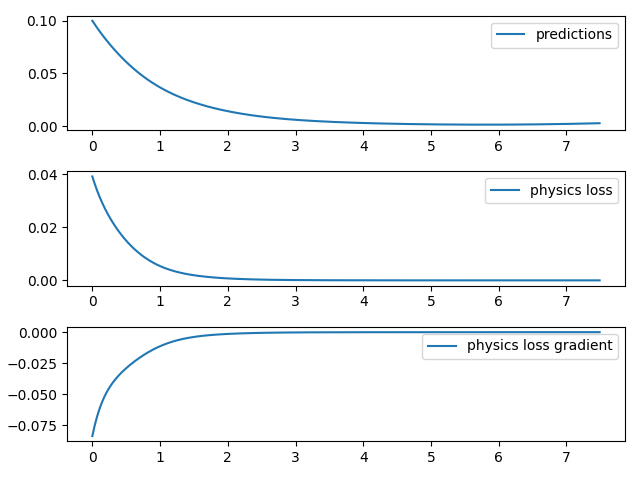 0.10
predictions
0.05
0.00
0 1 2 3 4 5 6 7
0.04
physics loss
0.02
0.00
0 1 2 3 4 5 6 7
0.000
physics loss gradient
−0.025
−0.050
−0.075
0 1 2 3 4 5 6 7